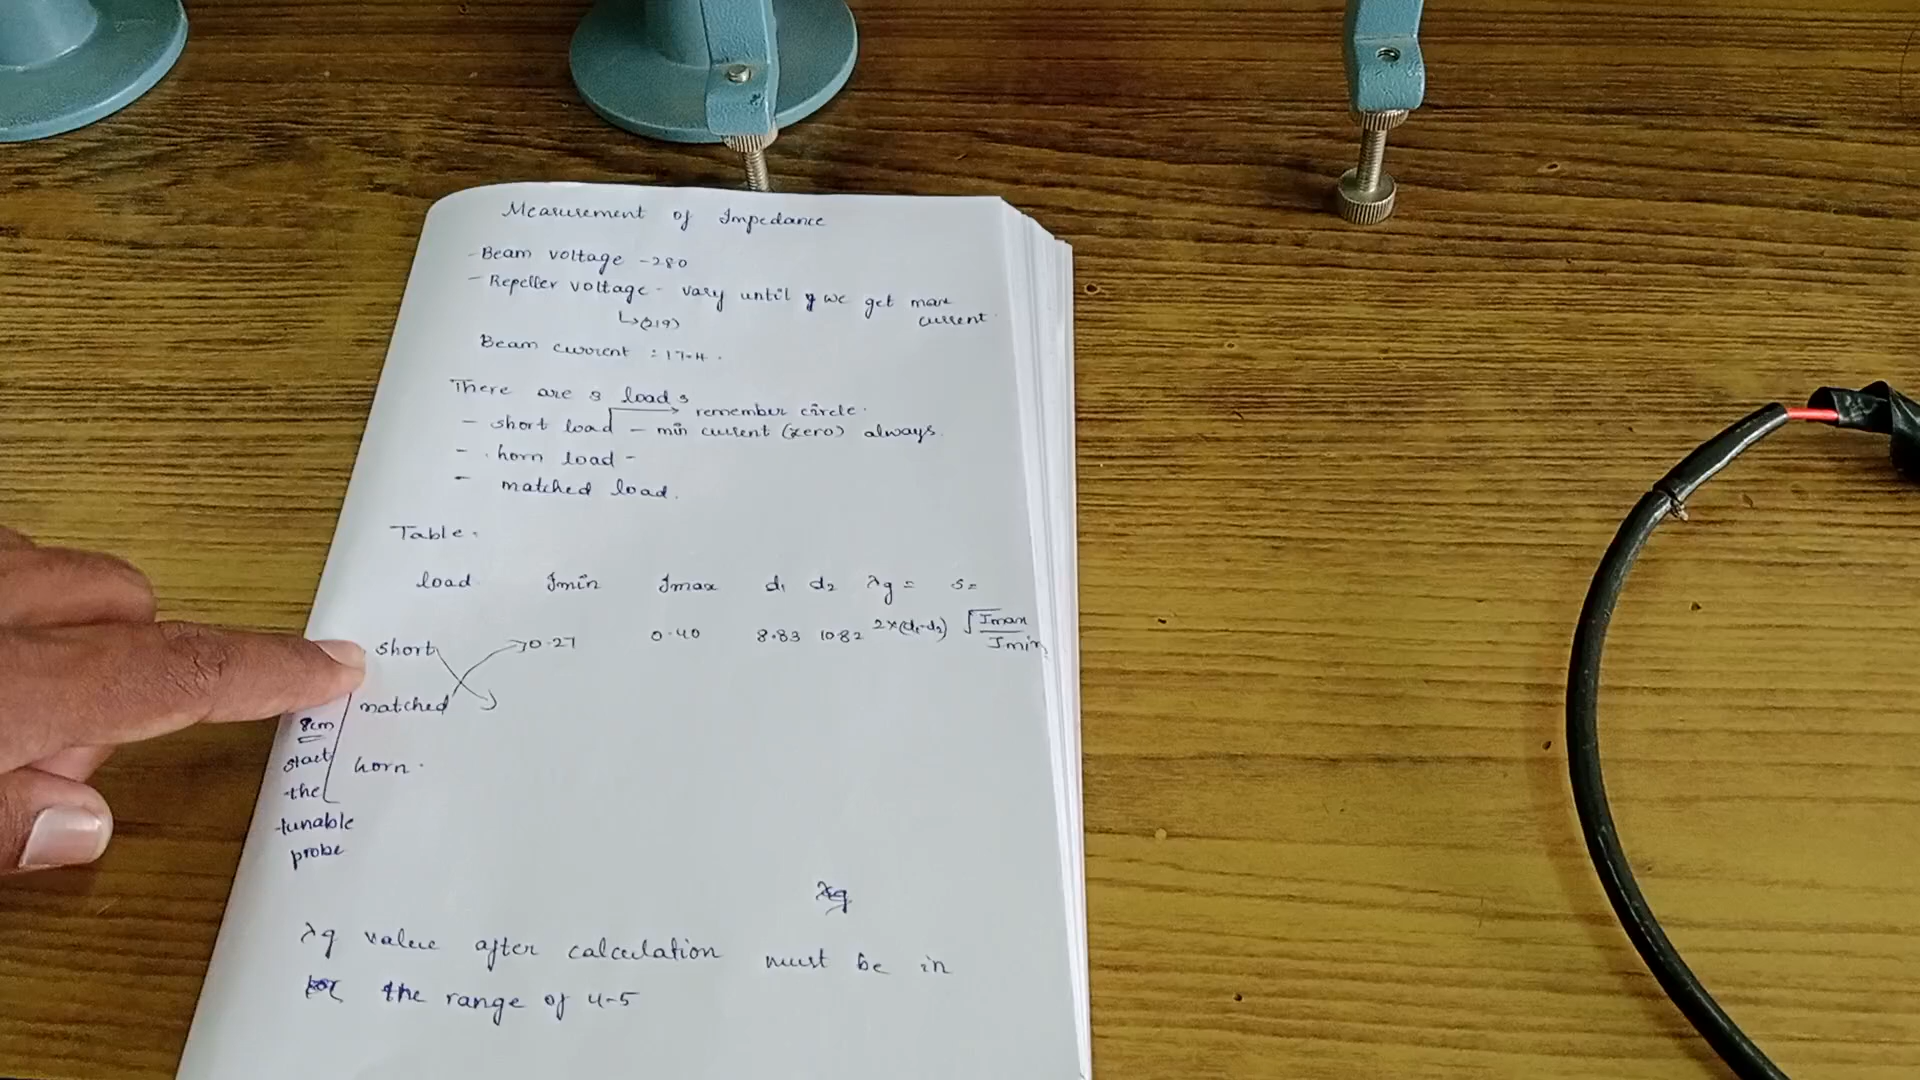 Measurement of Impedance
- Beam voltage - 280
- Repeller voltage - vary until we get max
current
↳(219)
Beam current : 17.4 .
There are 3 loads
→ remember circle.
- short load - min current (zero) always.
- horn load -
- matched load.
Table.
load Imin Imax d1 d2 λg = s=
short 0.27 0.40 8.83 10.82 2x(d1-d2) √Imax/Imin
matched
horn.
8cm
start
the
tunable
probe
λg
λg value after calculation must be in
the range of 4-5